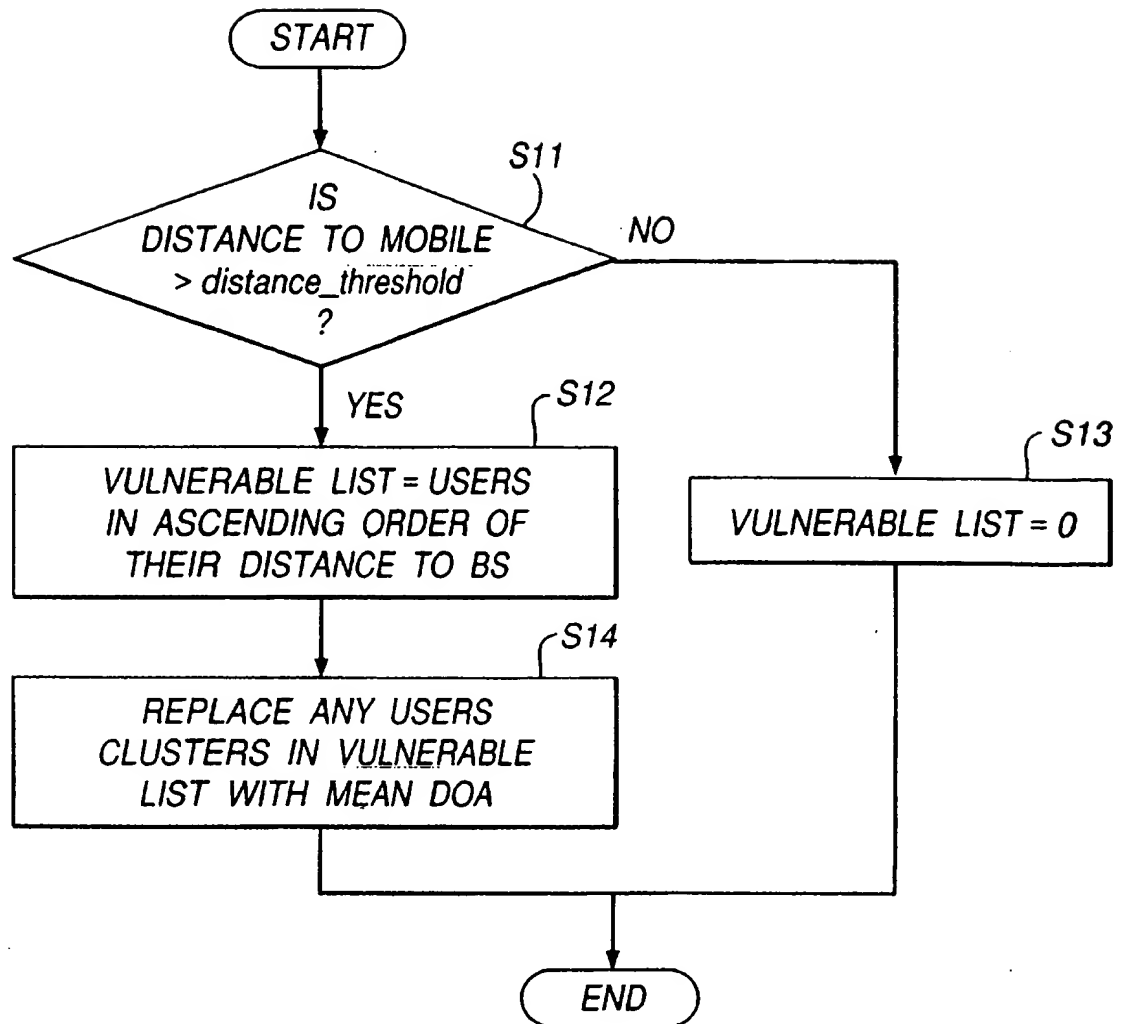 START
S11
IS
DISTANCE TO MOBILE
> distance_threshold
?
NO
YES
S12
VULNERABLE LIST = USERS
IN ASCENDING ORDER OF
THEIR DISTANCE TO BS
S13
VULNERABLE LIST = 0
S14
REPLACE ANY USERS
CLUSTERS IN VULNERABLE
LIST WITH MEAN DOA
END